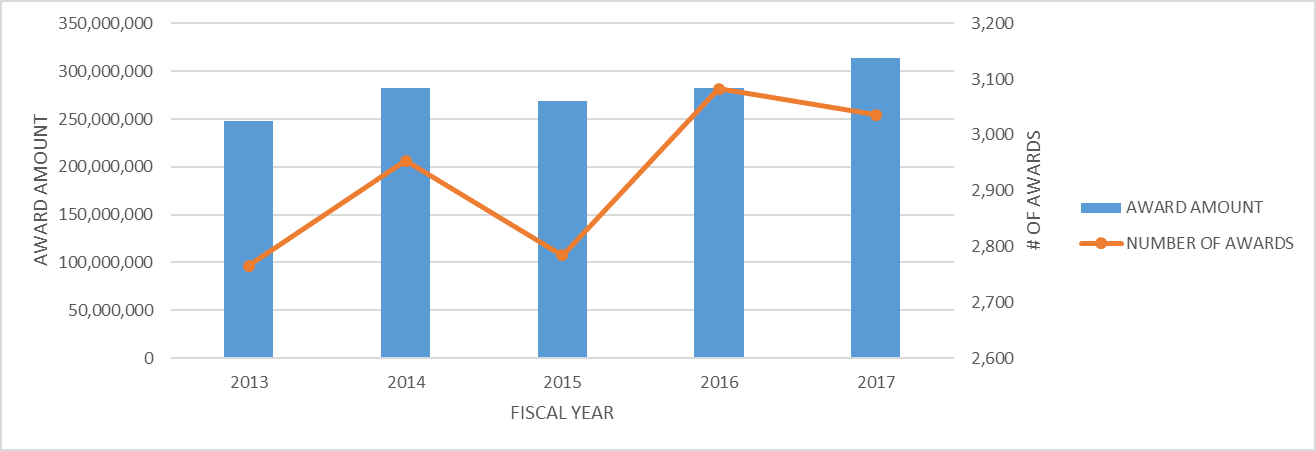 350,000,000
300,000,000
250,000,000
200,000,000
150,000,000
100,000,000
50,000,000
0
AWARD AMOUNT
3,200
3,100
3,000
2,900
2,800
2,700
2,600
# OF AWARDS
2013 2014 2015 2016 2017
FISCAL YEAR
AWARD AMOUNT
NUMBER OF AWARDS